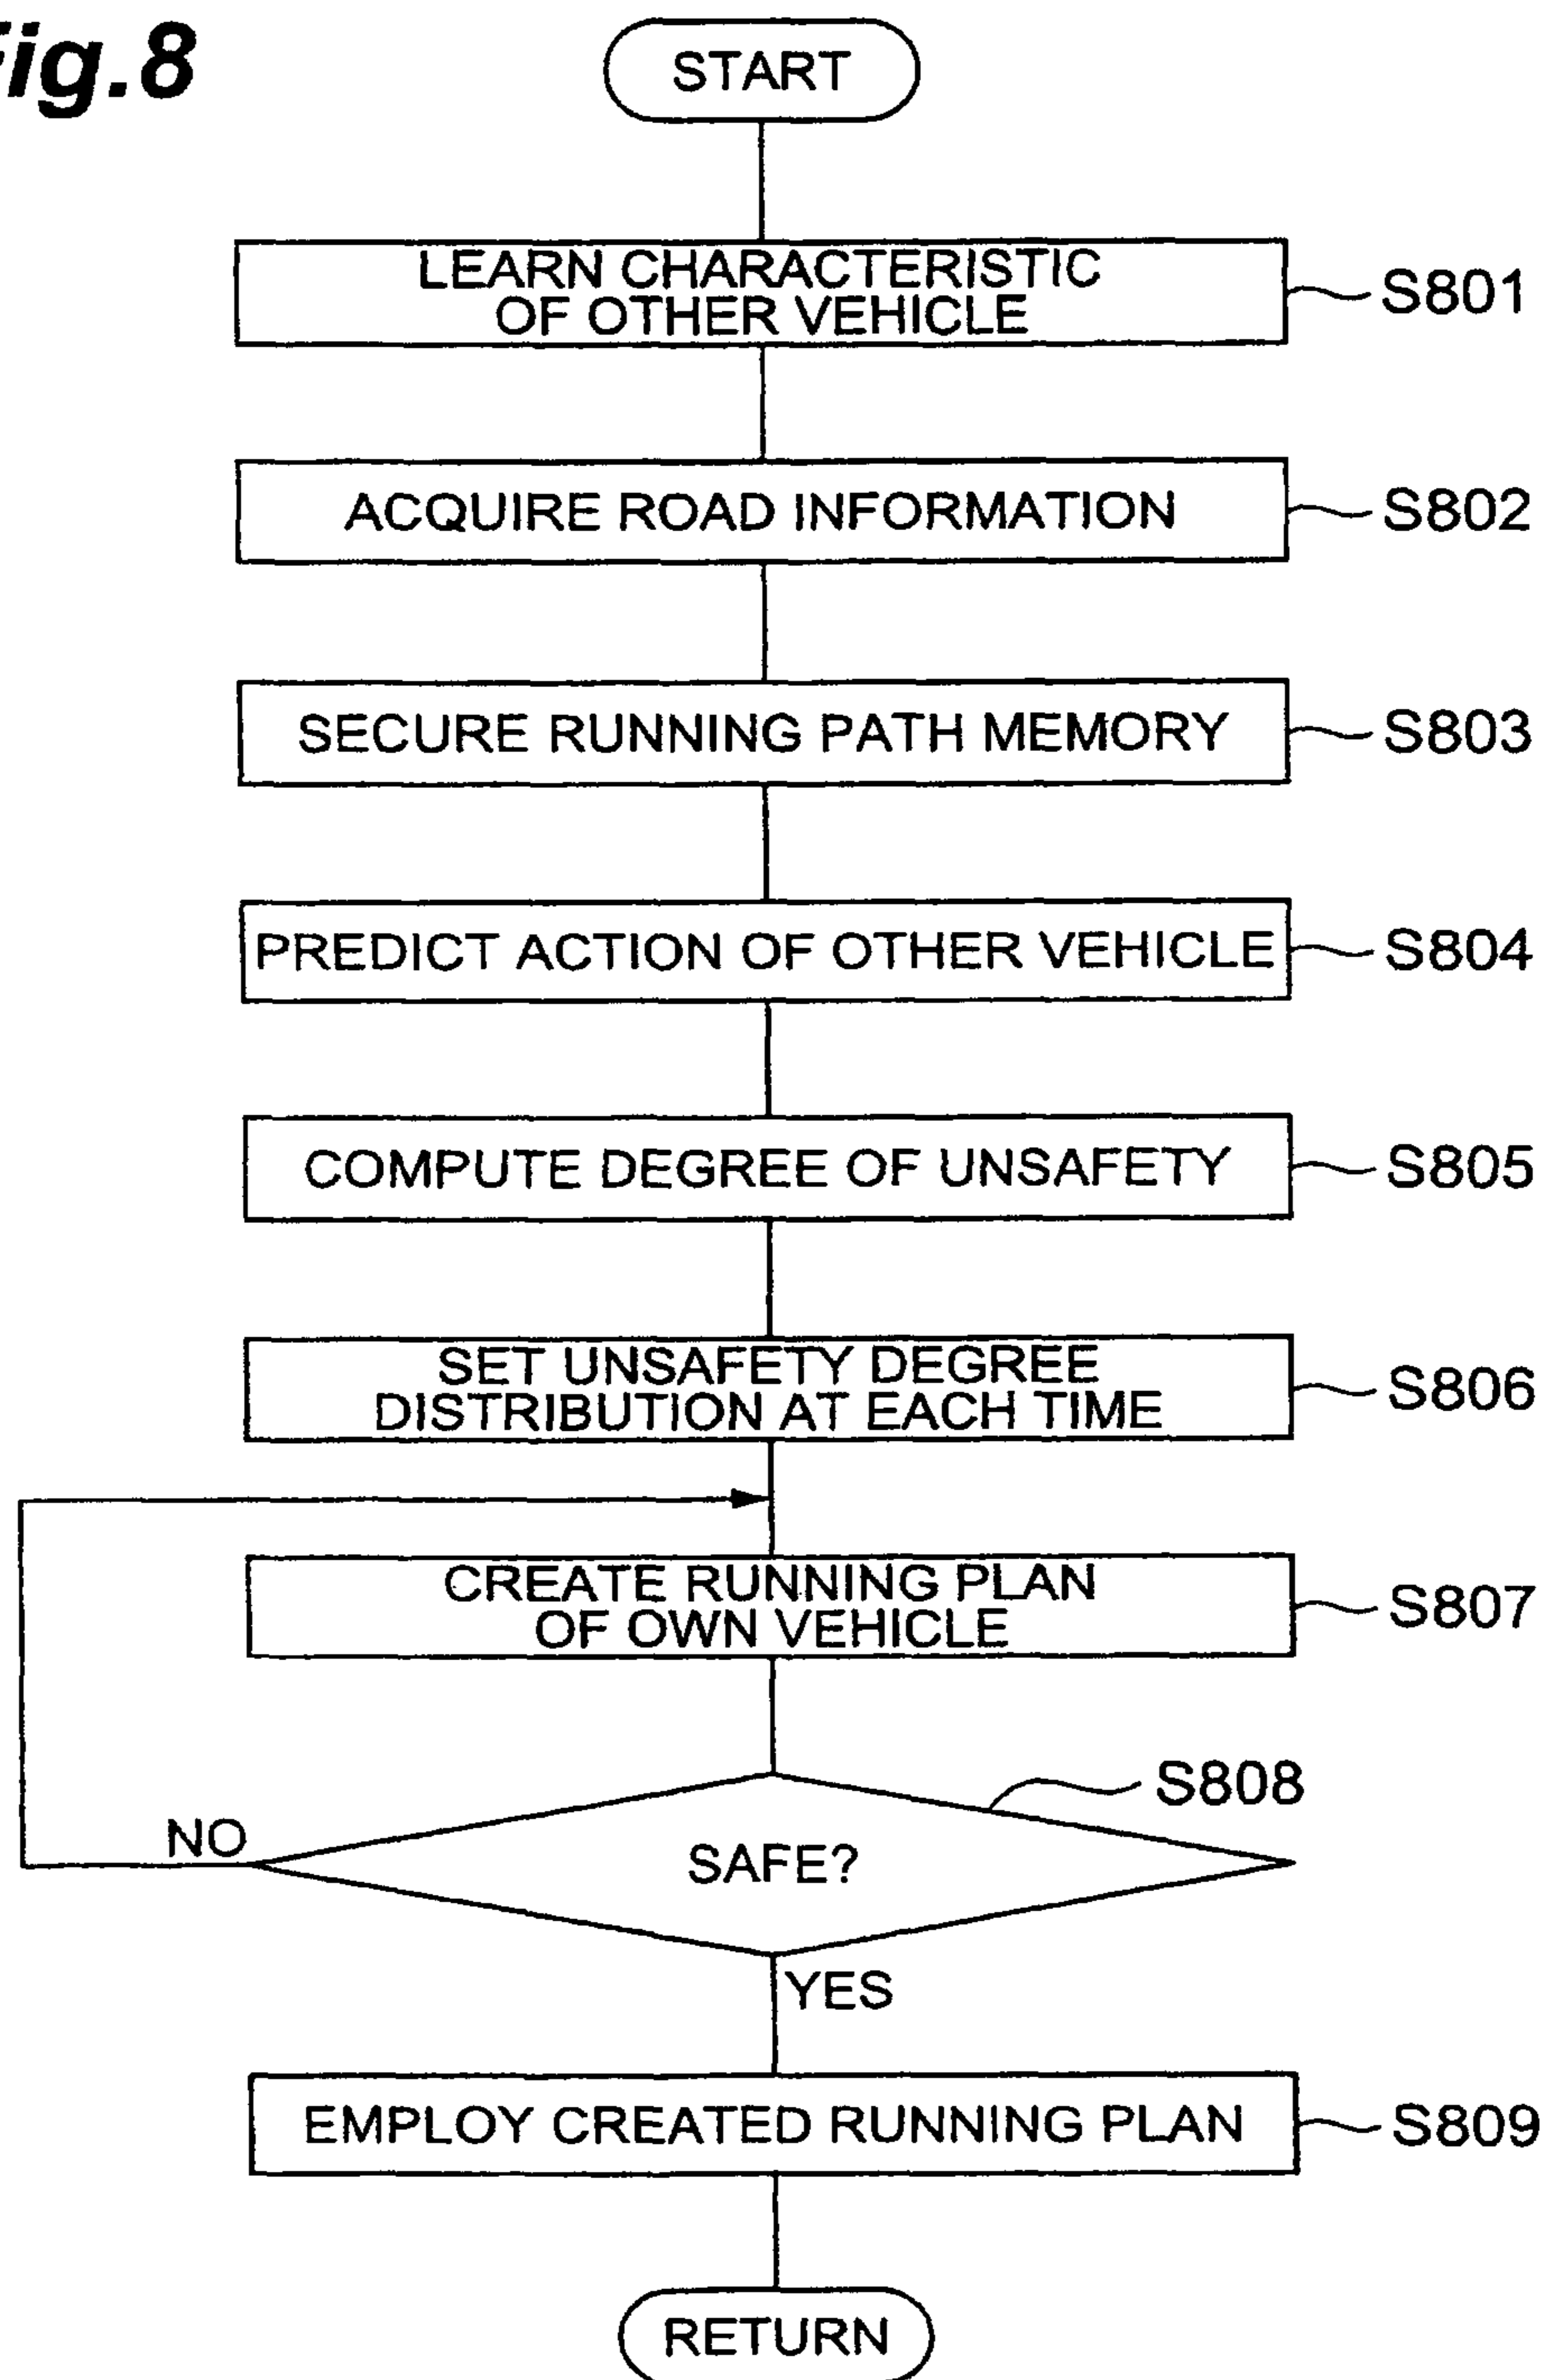 Fig.8
START
LEARN CHARACTERISTIC
OF OTHER VEHICLE
S801
ACQUIRE ROAD INFORMATION
S802
SECURE RUNNING PATH MEMORY
S803
PREDICT ACTION OF OTHER VEHICLE
S804
COMPUTE DEGREE OF UNSAFETY
S805
SET UNSAFETY DEGREE
DISTRIBUTION AT EACH TIME
S806
CREATE RUNNING PLAN
OF OWN VEHICLE
S807
S808
NO
SAFE?
YES
EMPLOY CREATED RUNNING PLAN
S809
RETURN